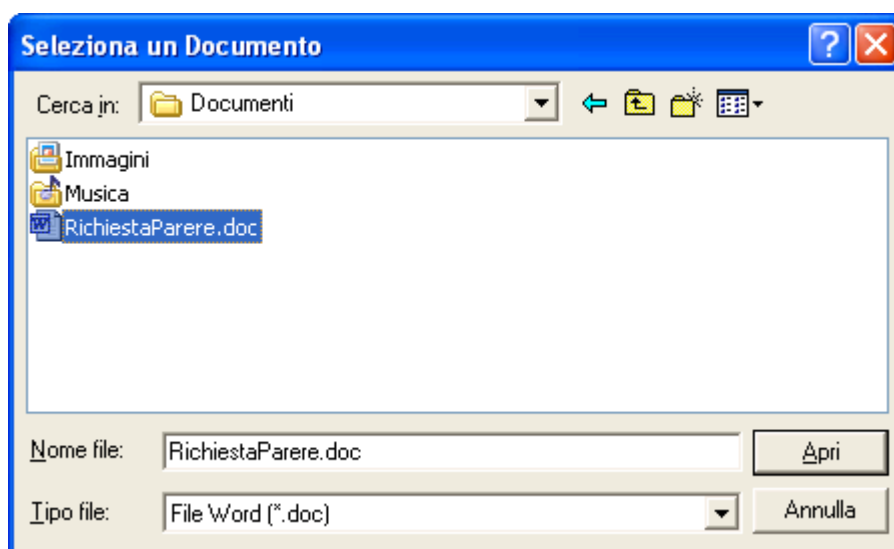 Seleziona un Documento
Cerca in: Documenti
Immagini
Musica
RichiestaParere.doc
Nome file: RichiestaParere.doc Apri
Tipo file: File Word (*.doc) Annulla